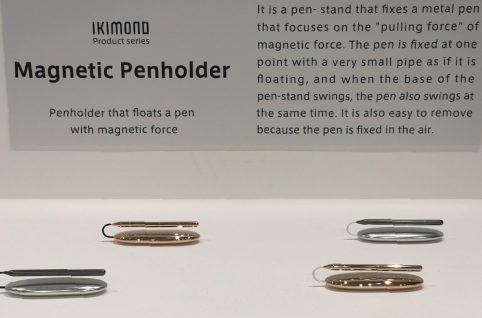 IKIMONO
Product series
Magnetic Penholder
Penholder that floats a pen
with magnetic force
It is a pen- stand that fixes a metal pen
that focuses on the "pulling force" of
magnetic force. The pen is fixed at one
point with a very small pipe as if it is
floating, and when the base of the
pen-stand swings, the pen also swings at
the same time. It is also easy to remove
because the pen is fixed in the air.